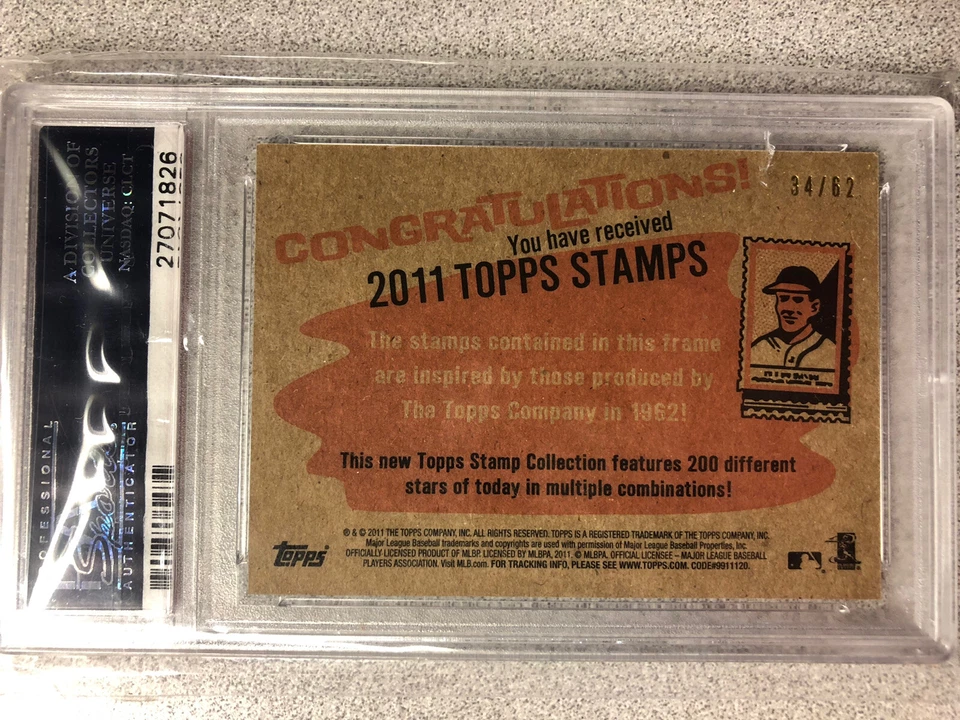 A DIVISION OF
COLLECTORS
UNIVERSE
NASDAQ: CLCT
27071826
AUTHENTICATOR
34/62
CONGRATULATIONS!
You have received
2011 TOPPS STAMPS
The stamps contained in this frame
are inspired by those produced by
The Topps Company in 1962!
This new Topps Stamp Collection features 200 different
stars of today in multiple combinations!
Topps
® & © 2011 THE TOPPS COMPANY, INC. ALL RIGHTS RESERVED. TOPPS IS A REGISTERED TRADEMARK OF THE TOPPS COMPANY, INC.
Major League Baseball trademarks and copyrights are used with permission of Major League Baseball Properties, Inc
OFFICIALLY LICENSED PRODUCT OF MLBP. LICENSED BY MLBPA, 2011. © MLBPA, OFFICIAL LICENSEE – MAJOR LEAGUE BASEBALL
PLAYERS ASSOCIATION. Visit MLB.com. FOR TRACKING INFO, PLEASE SEE WWW.TOPPS.COM. CODE#9911120.